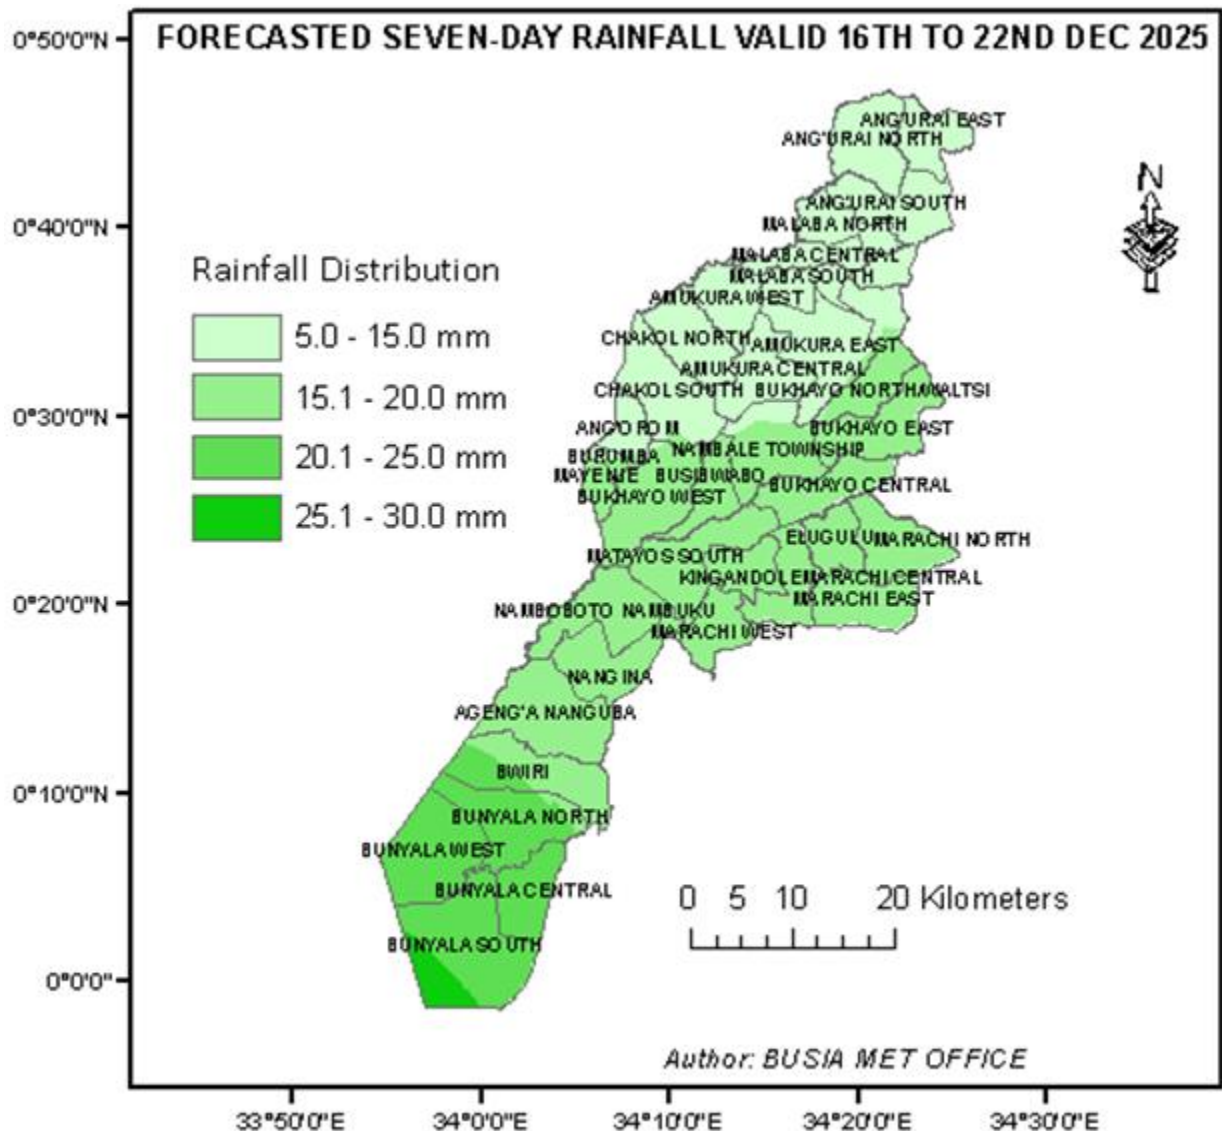 FORECASTED SEVEN-DAY RAINFALL VALID 16TH TO 22ND DEC 2025
0°50'0"N
ANG'URAI EAST
ANG'URAI NORTH
N
ANG'URAI SOUTH
MALABA NORTH
0°40'0"N
MALABA CENTRAL
Rainfall Distribution
MALABA SOUTH
AMUKURA WEST
5.0 - 15.0 mm
CHAKOL NORTH
AMUKURA EAST
AMUKURA CENTRAL
CHAKOL SOUTH
BUKHAYO NORTH/WALTSI
15.1 - 20.0 mm
0°30'0"N
ANG'OROM
BUKHAYO EAST
NAMBALE TOWNSHIP
BURUMBA
20.1 - 25.0 mm
MAYENJE
BUSIBWABO
BUKHAYO CENTRAL
BUKHAYO WEST
25.1 - 30.0 mm
ELUGULU
MARACHI NORTH
MATAYOS SOUTH
KINGANDOLE
MARACHI CENTRAL
MARACHI EAST
0°20'0"N
NAMBOBOTO NAMBUKU
MARACHI WEST
NANGINA
AGENG'A NANGUBA
BWIRI
0°10'0"N
BUNYALA NORTH
BUNYALA WEST
BUNYALA CENTRAL
0 5 10 20 Kilometers
BUNYALA SOUTH
0°0'0"
Author: BUSIA MET OFFICE
33°50'0"E 34°0'0"E 34°10'0"E 34°20'0"E 34°30'0"E